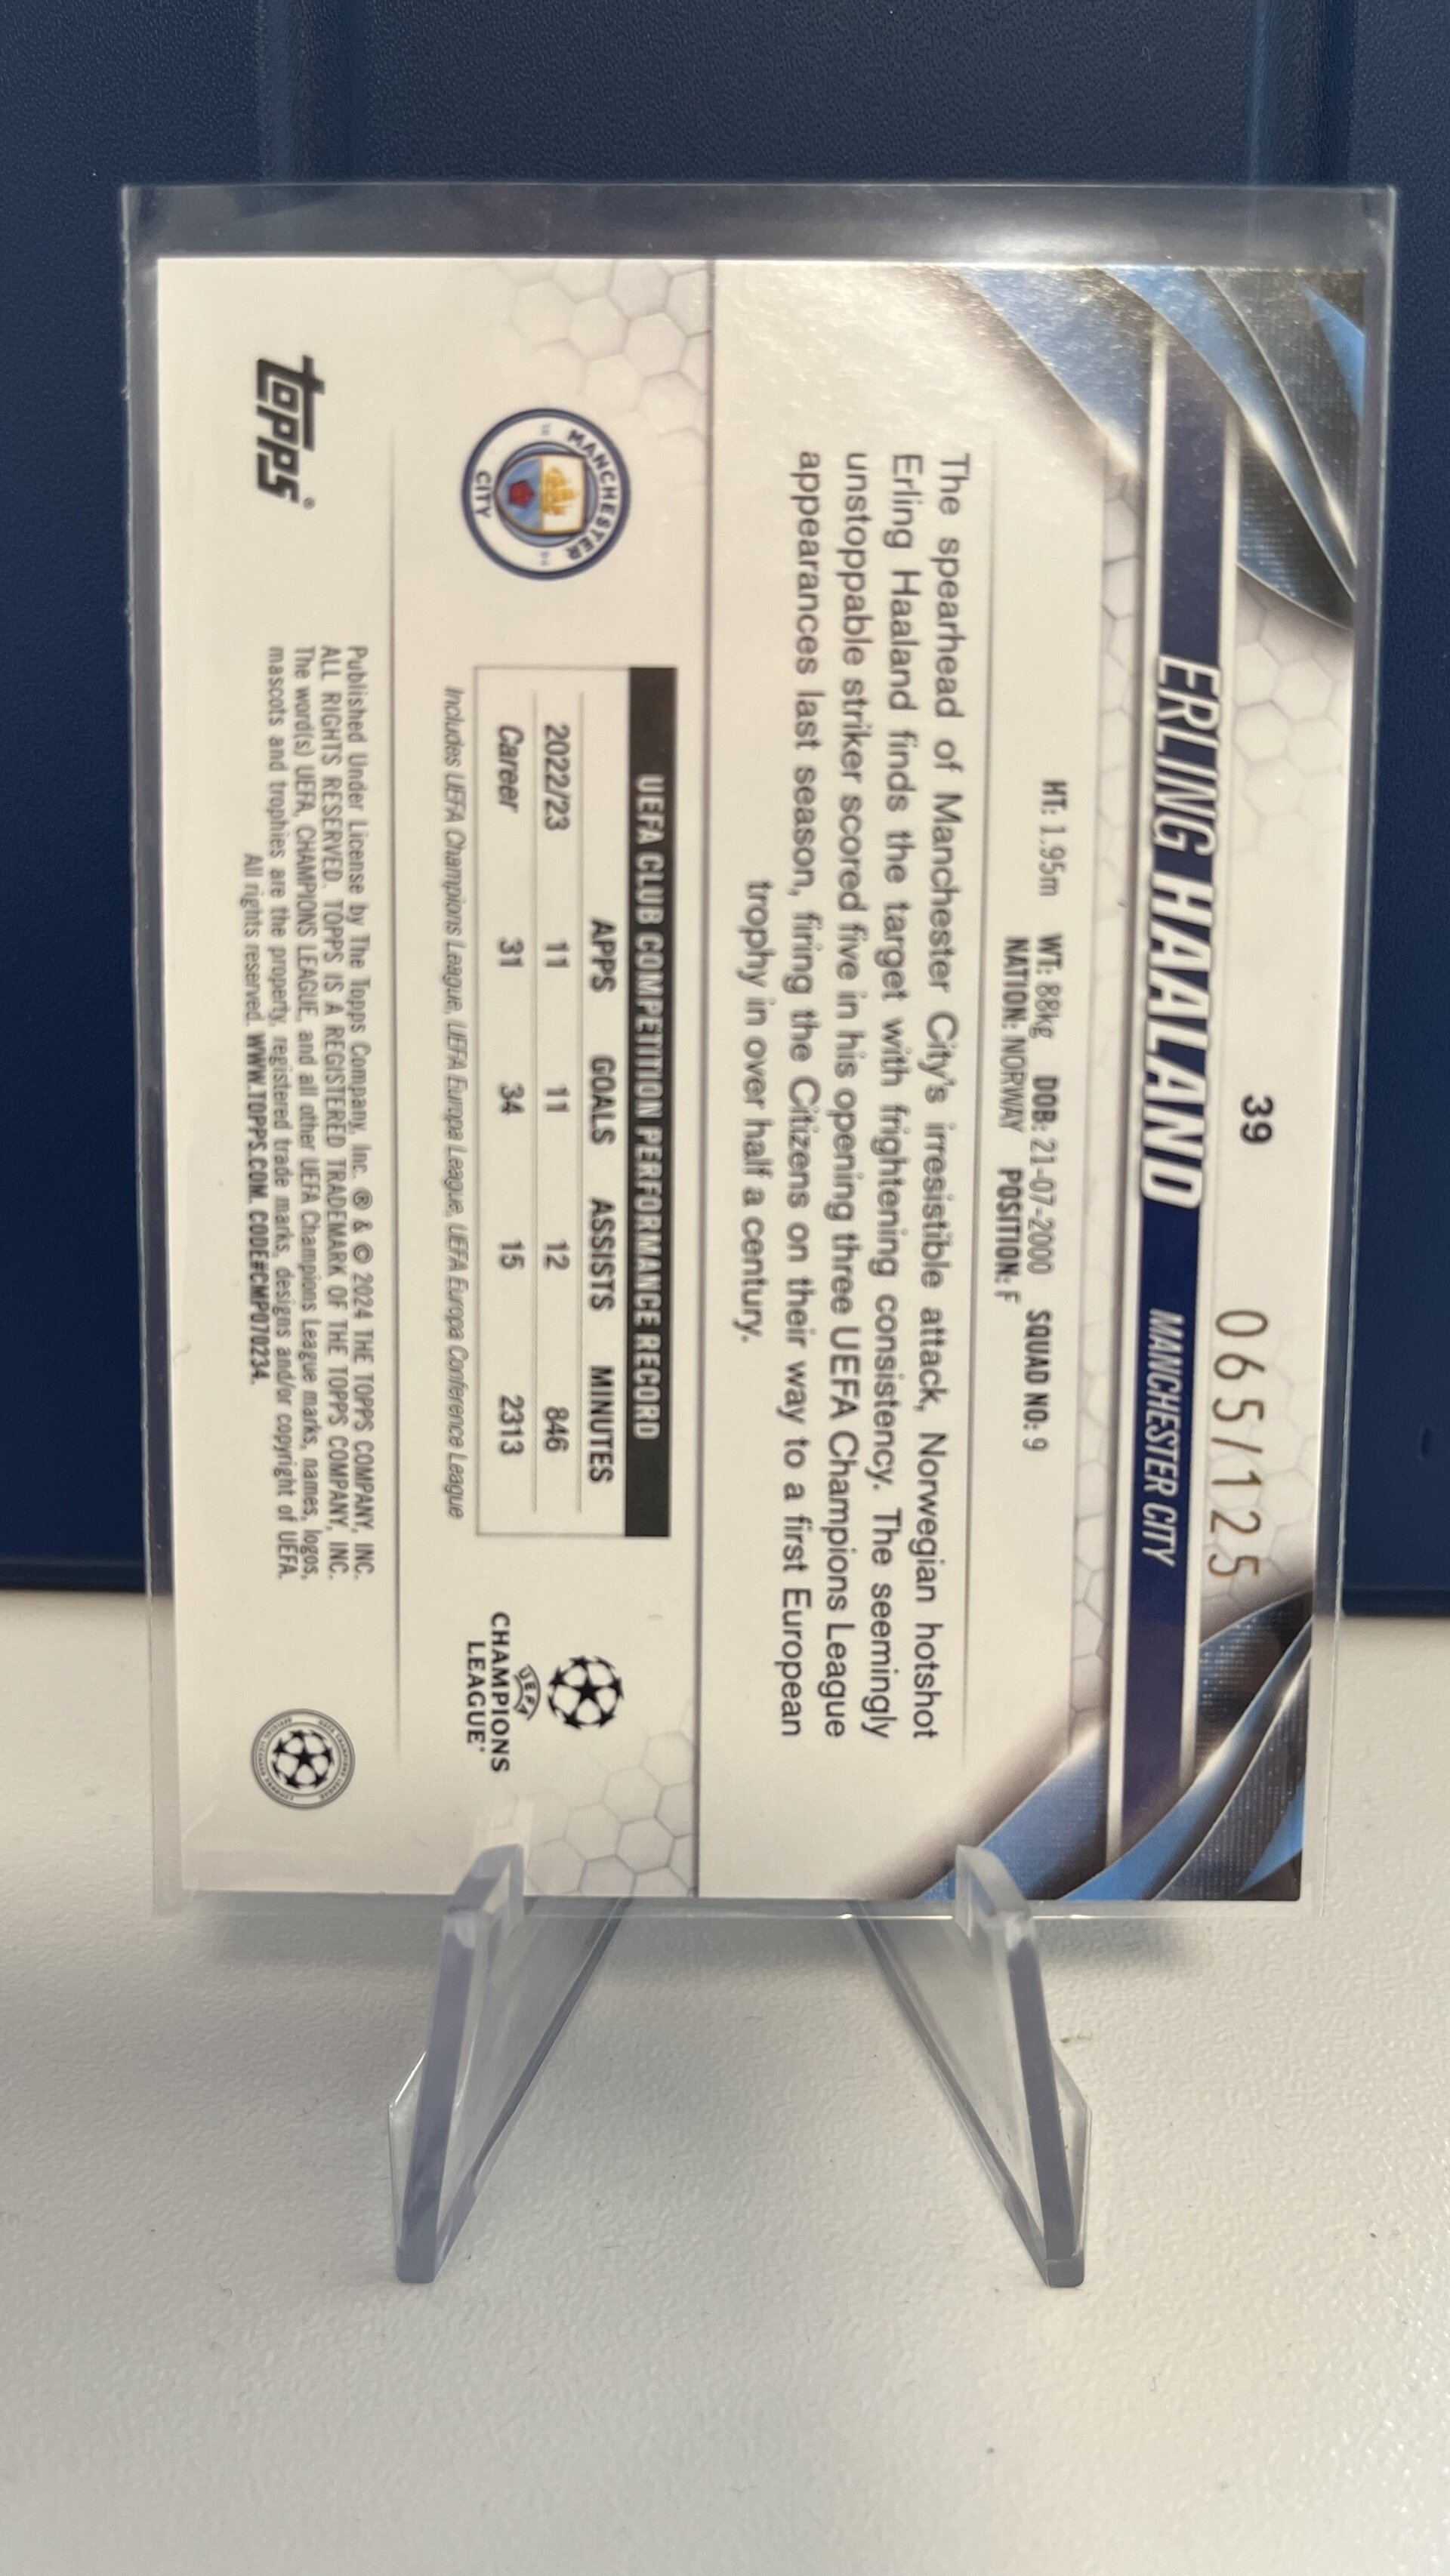 39
065/125
ERLING HAALAND MANCHESTER CITY
HT: 1.95m WT: 88kg DOB: 21-07-2000 SQUAD NO: 9
NATION: NORWAY POSITION: F
The spearhead of Manchester City's irresistible attack, Norwegian hotshot
Erling Haaland finds the target with frightening consistency. The seemingly
unstoppable striker scored five in his opening three UEFA Champions League
appearances last season, firing the Citizens on their way to a first European
trophy in over half a century.
MANCHESTER
CITY
UEFA CLUB COMPETITION PERFORMANCE RECORD
APPS GOALS ASSISTS MINUTES
2022/23 11 11 12 846
Career 31 34 15 2313
Includes UEFA Champions League, UEFA Europa League, UEFA Europa Conference League
UEFA
CHAMPIONS
LEAGUE
topps®
Published Under License by The Topps Company, Inc. ® & © 2024 THE TOPPS COMPANY, INC.
ALL RIGHTS RESERVED. TOPPS IS A REGISTERED TRADEMARK OF THE TOPPS COMPANY, INC.
The word(s) UEFA, CHAMPIONS LEAGUE, and all other UEFA Champions League marks, names, logos,
mascots and trophies are the property, registered trade marks, designs and/or copyright of UEFA.
All rights reserved. WWW.TOPPS.COM. CODE#CMP070234.